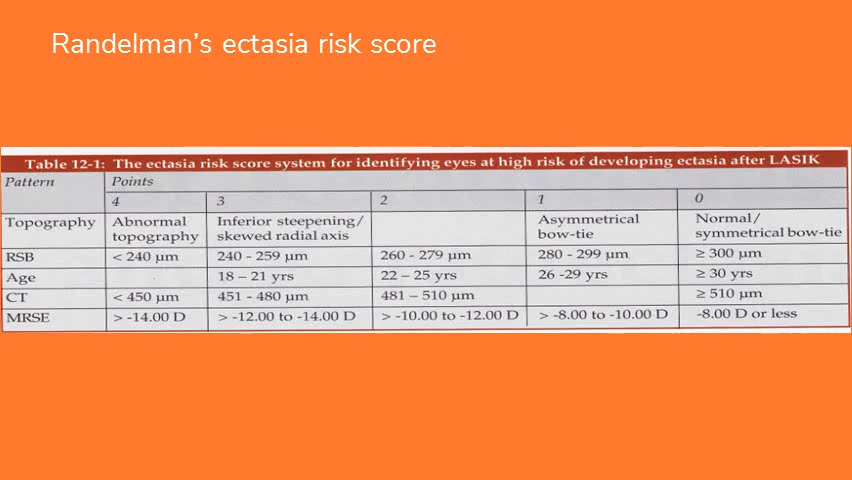 Randelman’s ectasia risk score
Table 12-1: The ectasia risk score system for identifying eyes at high risk of developing ectasia after LASIK
Pattern Points
4 3 2 1 0
Topography Abnormal topography Inferior steepening/ skewed radial axis Asymmetrical bow-tie Normal/ symmetrical bow-tie
RSB < 240 µm 240 - 259 µm 260 - 279 µm 280 - 299 µm ≥ 300 µm
Age 18 – 21 yrs 22 – 25 yrs 26 -29 yrs ≥ 30 yrs
CT < 450 µm 451 - 480 µm 481 – 510 µm ≥ 510 µm
MRSE > -14.00 D > -12.00 to -14.00 D > -10.00 to -12.00 D > -8.00 to -10.00 D -8.00 D or less